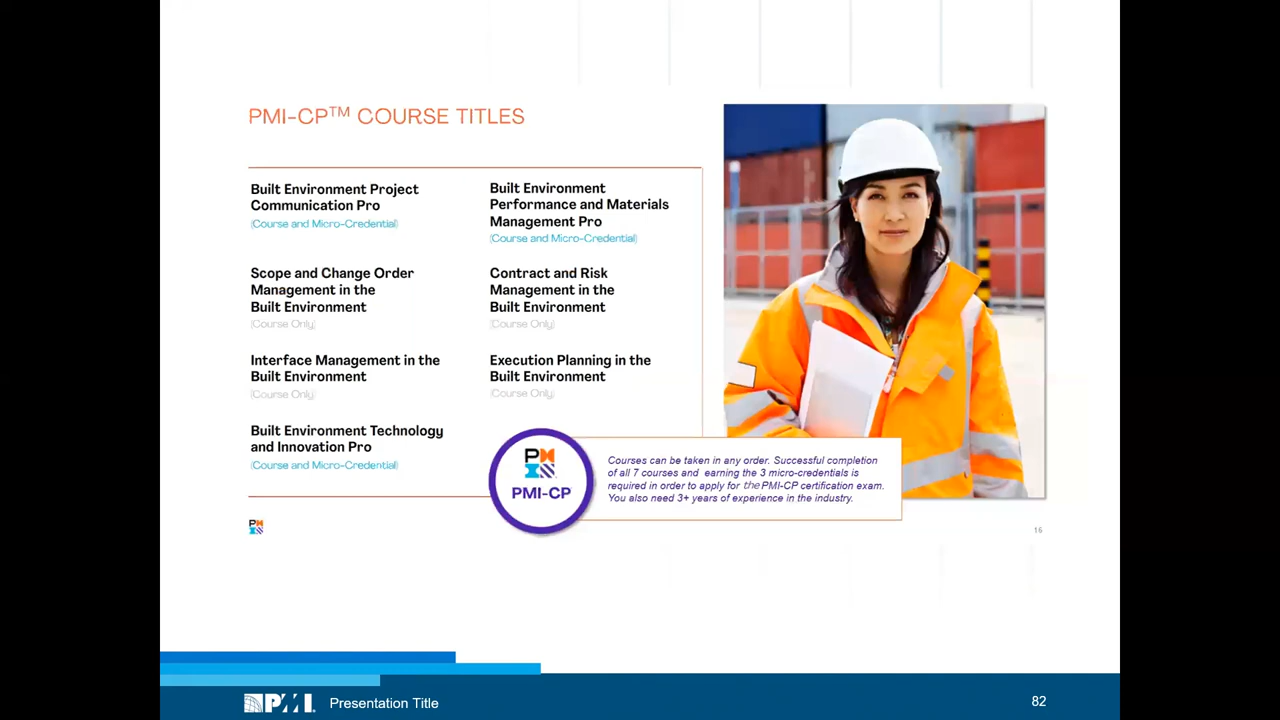 PMI-CP™ COURSE TITLES
Built Environment Project
Communication Pro
(Course and Micro-Credential)
Scope and Change Order
Management in the
Built Environment
(Course Only)
Interface Management in the
Built Environment
(Course Only)
Built Environment Technology
and Innovation Pro
(Course and Micro-Credential)
Built Environment
Performance and Materials
Management Pro
(Course and Micro-Credential)
Contract and Risk
Management in the
Built Environment
(Course Only)
Execution Planning in the
Built Environment
(Course Only)
PMI
PMI-CP
Courses can be taken in any order. Successful completion
of all 7 courses and earning the 3 micro-credentials is
required in order to apply for the PMI-CP certification exam.
You also need 3+ years of experience in the industry.
PMI
16
PMI
Presentation Title
82